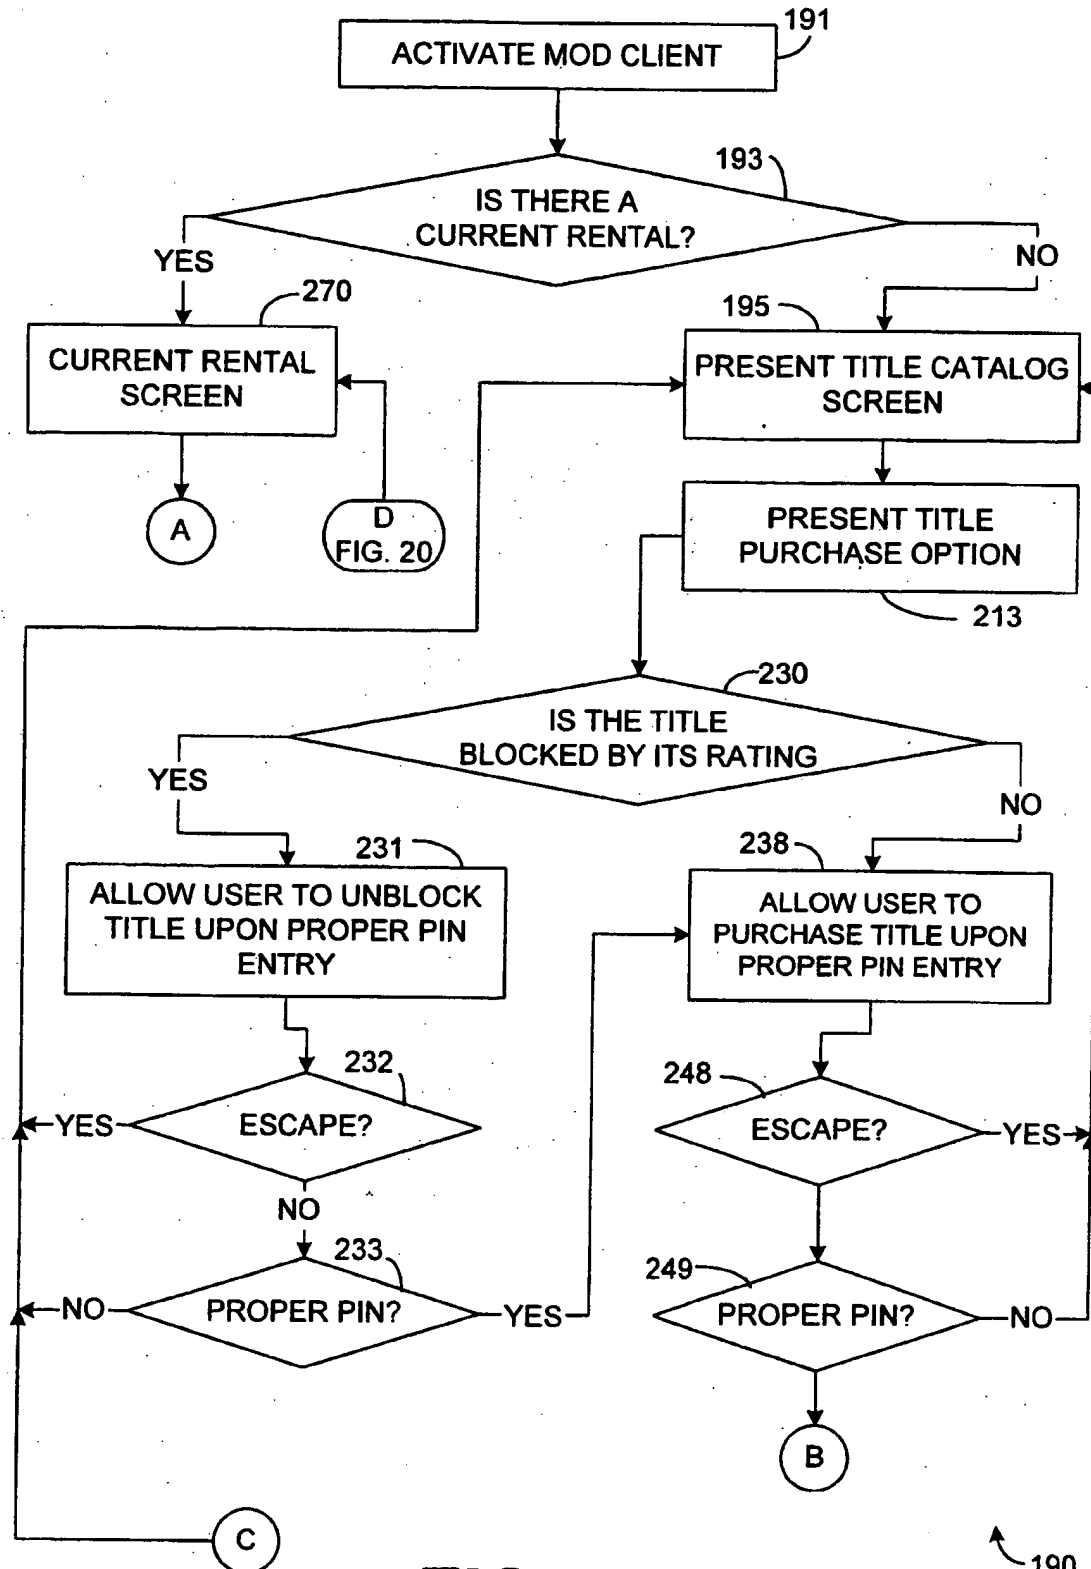 191
ACTIVATE MOD CLIENT
193
IS THERE A
CURRENT RENTAL?
YES
NO
270
195
CURRENT RENTAL
SCREEN
PRESENT TITLE CATALOG
SCREEN
A
D
FIG. 20
PRESENT TITLE
PURCHASE OPTION
213
230
IS THE TITLE
BLOCKED BY ITS RATING
YES
NO
231
238
ALLOW USER TO UNBLOCK
TITLE UPON PROPER PIN
ENTRY
ALLOW USER TO
PURCHASE TITLE UPON
PROPER PIN ENTRY
232
248
YES
ESCAPE?
ESCAPE?
YES
NO
233
249
NO
PROPER PIN?
YES
PROPER PIN?
NO
B
C
190